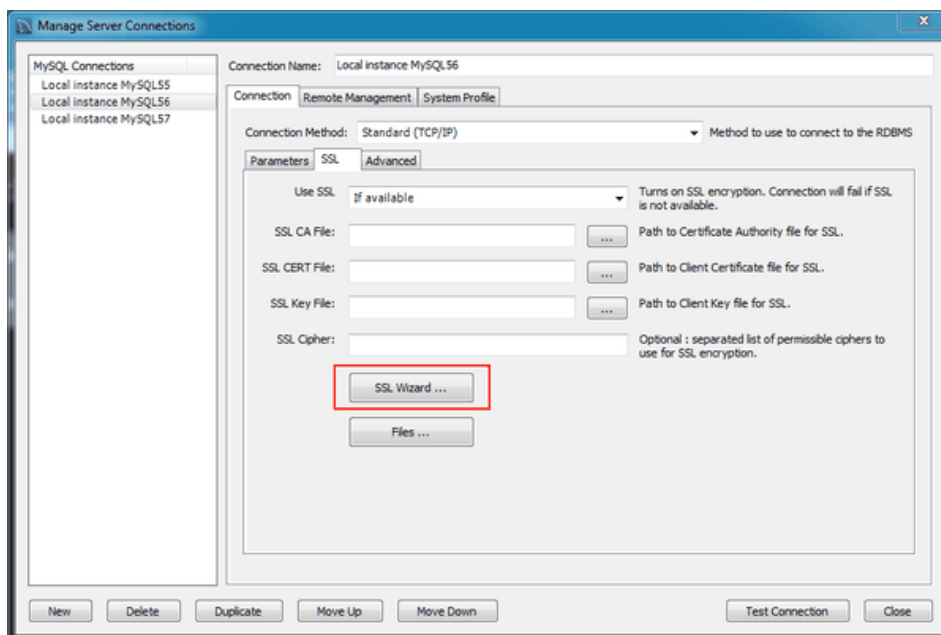 Manage Server Connections
MySQL Connections
Local instance MySQL55
Local instance MySQL56
Local instance MySQL57
Connection Name: Local instance MySQL56
Connection Remote Management System Profile
Connection Method: Standard (TCP/IP) Method to use to connect to the RDBMS
Parameters SSL Advanced
Use SSL If available Turns on SSL encryption. Connection will fail if SSL
is not available.
SSL CA File: ... Path to Certificate Authority file for SSL.
SSL CERT File: ... Path to Client Certificate file for SSL.
SSL Key File: ... Path to Client Key file for SSL.
SSL Cipher: Optional : separated list of permissible ciphers to
use for SSL encryption.
SSL Wizard ...
Files ...
New Delete Duplicate Move Up Move Down Test Connection Close